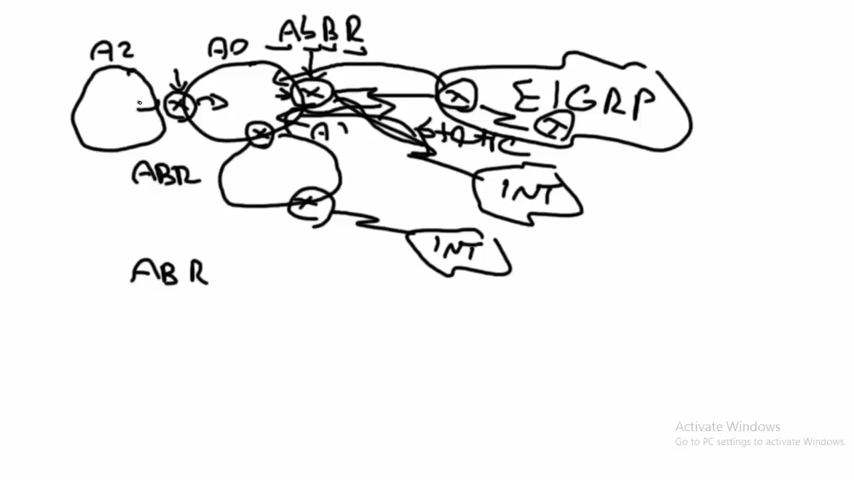 A2
A0
ASBR
EIGRP
A1
STATIC
ABR
INT
INT
ABR
Activate Windows
Go to PC settings to activate Windows.